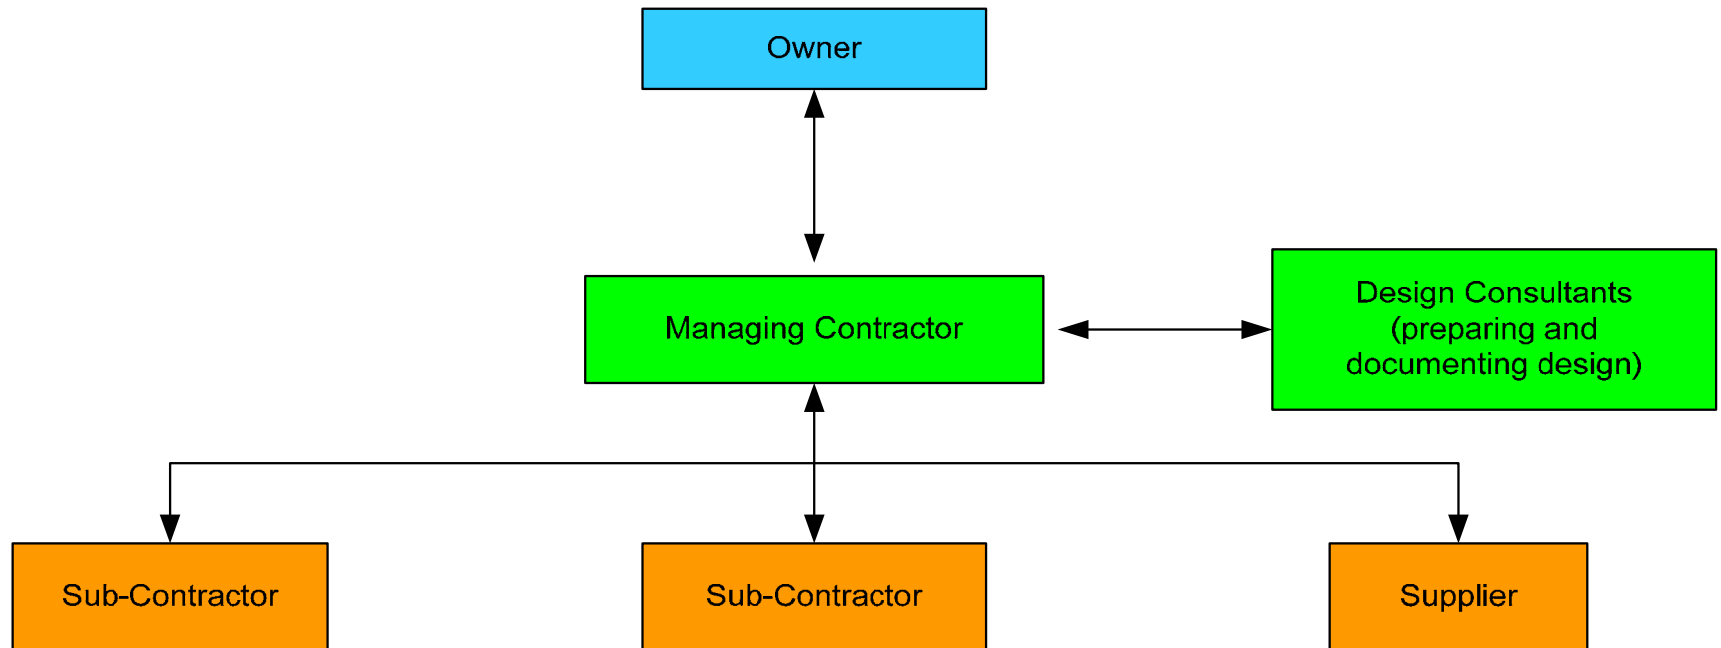 Owner
Managing Contractor
Design Consultants
(preparing and
documenting design)
Sub-Contractor
Sub-Contractor
Supplier